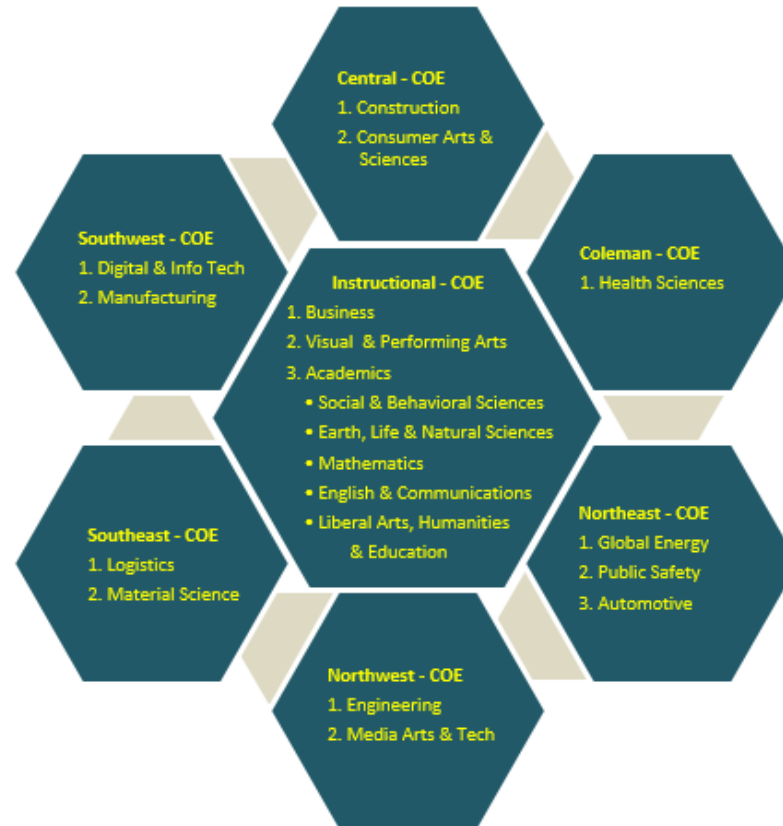 Central - COE
1. Construction
2. Consumer Arts &
Sciences
Southwest - COE
1. Digital & Info Tech
2. Manufacturing
Coleman - COE
1. Health Sciences
Instructional - COE
1. Business
2. Visual & Performing Arts
3. Academics
• Social & Behavioral Sciences
• Earth, Life & Natural Sciences
• Mathematics
• English & Communications
• Liberal Arts, Humanities
& Education
Southeast - COE
1. Logistics
2. Material Science
Northeast - COE
1. Global Energy
2. Public Safety
3. Automotive
Northwest - COE
1. Engineering
2. Media Arts & Tech